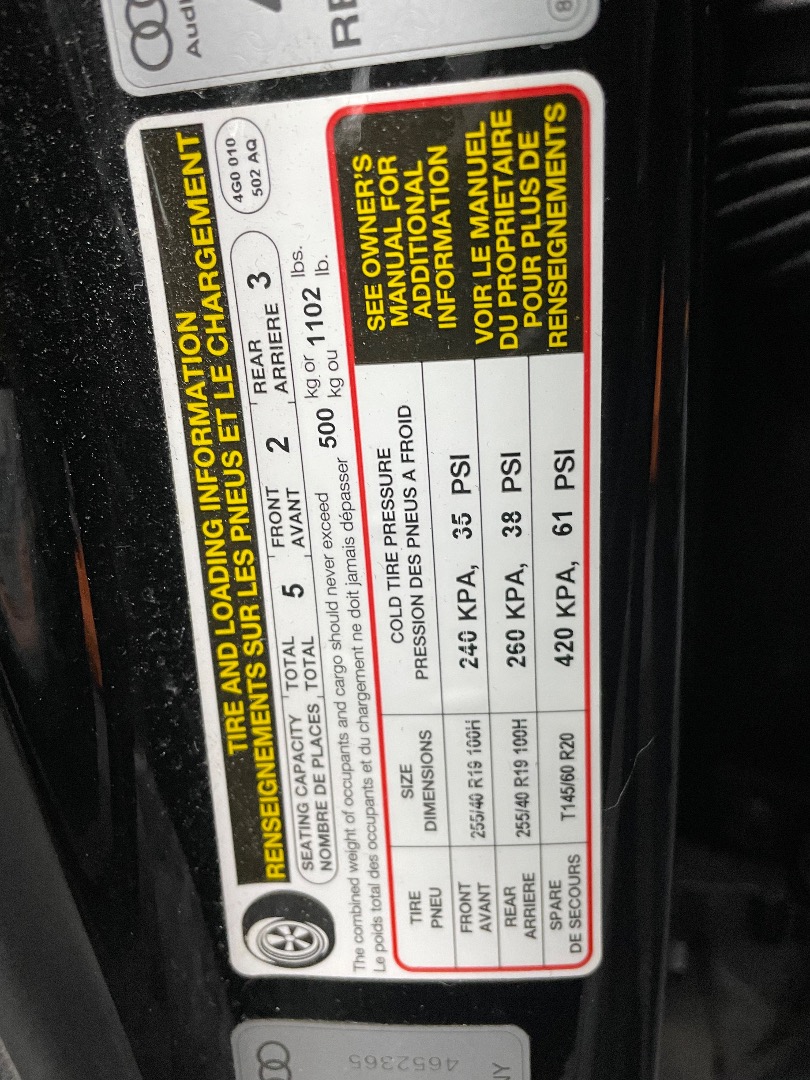 TIRE AND LOADING INFORMATION
RENSEIGNEMENTS SUR LES PNEUS ET LE CHARGEMENT
4G0 010
502 AQ
SEATING CAPACITY TOTAL 5 FRONT 2 REAR 3
NOMBRE DE PLACES TOTAL AVANT ARRIERE
The combined weight of occupants and cargo should never exceed 500 kg or 1102 lbs.
Le poids total des occupants et du chargement ne doit jamais dépasser kg ou lb.
TIRE SIZE COLD TIRE PRESSURE
PNEU DIMENSIONS PRESSION DES PNEUS A FROID
FRONT 255/40 R19 100H 240 KPA, 35 PSI
AVANT
REAR 255/40 R19 100H 260 KPA, 38 PSI
ARRIERE
SPARE T145/60 R20 420 KPA, 61 PSI
DE SECOURS
SEE OWNER'S
MANUAL FOR
ADDITIONAL
INFORMATION
VOIR LE MANUEL
DU PROPRIETAIRE
POUR PLUS DE
RENSEIGNEMENTS
Audi
4652365